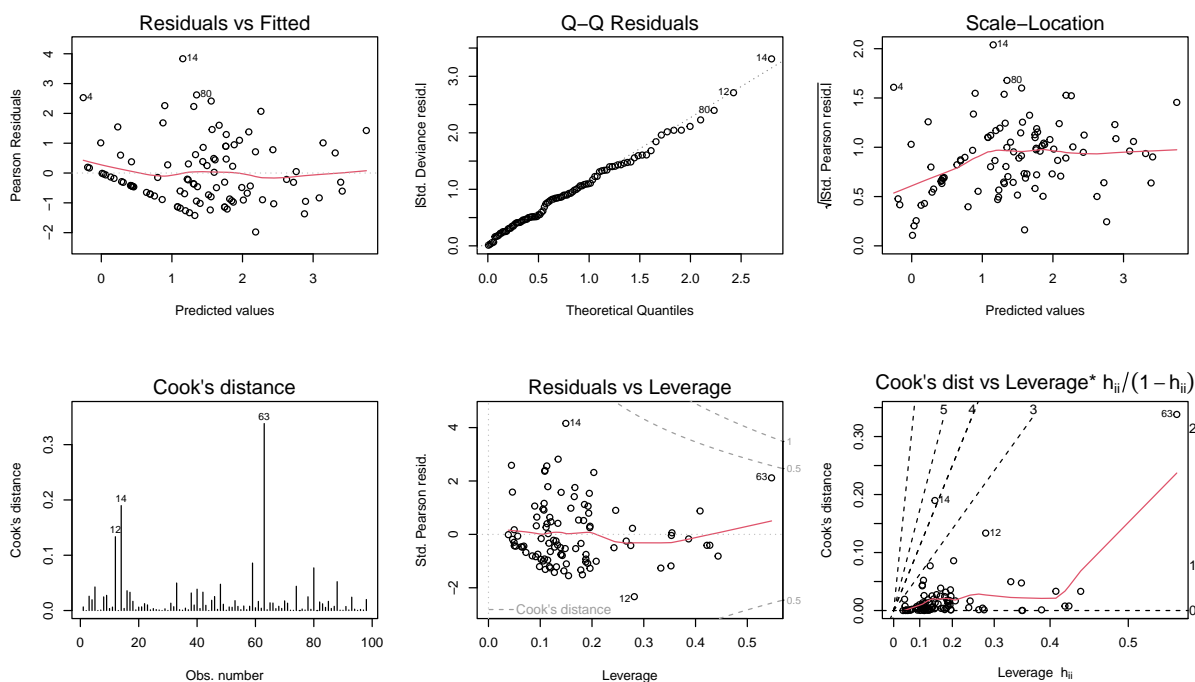 Residuals vs Fitted
Pearson Residuals
4
3
2
1
0
−1
−2
14
80
4
0 1 2 3
Predicted values
Q−Q Residuals
|Std. Deviance resid.|
3.0
2.0
1.0
0.0
14
12
80
0.0 0.5 1.0 1.5 2.0 2.5
Theoretical Quantiles
Scale−Location
√|Std. Pearson resid.|
2.0
1.5
1.0
0.5
0.0
14
80
4
0 1 2 3
Predicted values
Cook's distance
Cook's distance
0.3
0.2
0.1
0.0
63
14
12
0 20 40 60 80 100
Obs. number
Residuals vs Leverage
Std. Pearson resid.
4
2
0
−2
14
63
12
1
0.5
0.5
Cook's distance
0.0 0.1 0.2 0.3 0.4 0.5
Leverage
Cook's dist vs Leverage* hᵢᵢ/(1−hᵢᵢ)
Cook's distance
0.30
0.20
0.10
0.00
5 4 3
63
2
14
12
1
0
0 0.1 0.2 0.3 0.4 0.5
Leverage hᵢᵢ